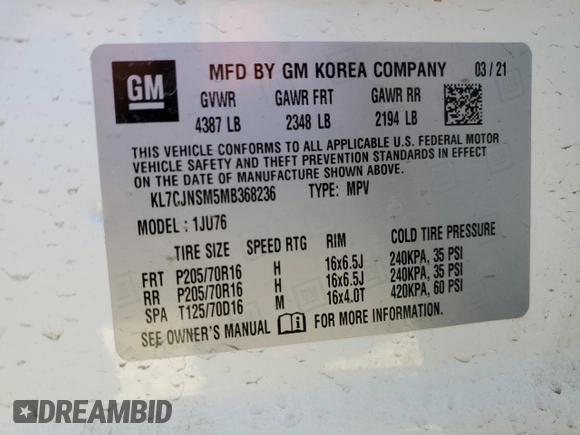 GM MFD BY GM KOREA COMPANY 03/21
GVWR GAWR FRT GAWR RR
4387 LB 2348 LB 2194 LB
THIS VEHICLE CONFORMS TO ALL APPLICABLE U.S. FEDERAL MOTOR
VEHICLE SAFETY AND THEFT PREVENTION STANDARDS IN EFFECT
ON THE DATE OF MANUFACTURE SHOWN ABOVE.
KL7CJNSM5MB368236 TYPE: MPV
MODEL : 1JU76
TIRE SIZE SPEED RTG RIM COLD TIRE PRESSURE
FRT P205/70R16 H 16x6.5J 240KPA, 35 PSI
RR P205/70R16 H 16x6.5J 240KPA, 35 PSI
SPA T125/70D16 M 16x4.0T 420KPA, 60 PSI
SEE OWNER'S MANUAL FOR MORE INFORMATION.
DREAMBID